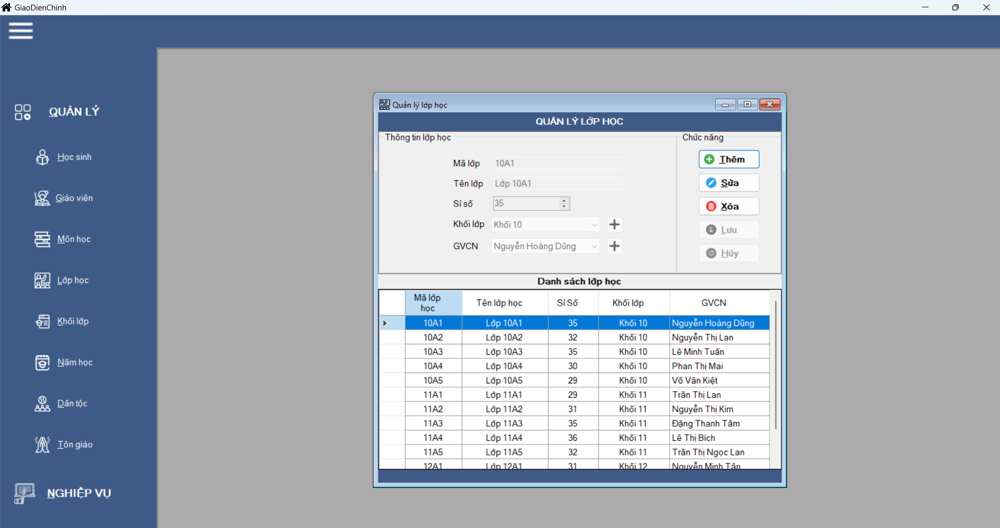 GiaoDienChinh
QUẢN LÝ
Học sinh
Giáo viên
Môn học
Lớp học
Khối lớp
Năm học
Dân tộc
Tôn giáo
NGHIỆP VỤ
Quản lý lớp học
QUẢN LÝ LỚP HỌC
Thông tin lớp học
Mã lớp 10A1
Tên lớp Lớp 10A1
Sỉ số 35
Khối lớp Khối 10
GVCN Nguyễn Hoàng Dũng
Chức năng
Thêm
Sửa
Xóa
Lưu
Hủy
Danh sách lớp học
Mã lớp học Tên lớp học Sỉ Số Khối lớp GVCN
10A1 Lớp 10A1 35 Khối 10 Nguyễn Hoàng Dũng
10A2 Lớp 10A2 32 Khối 10 Nguyễn Thị Lan
10A3 Lớp 10A3 35 Khối 10 Lê Minh Tuấn
10A4 Lớp 10A4 30 Khối 10 Phan Thị Mai
10A5 Lớp 10A5 29 Khối 10 Võ Văn Kiệt
11A1 Lớp 11A1 29 Khối 11 Trần Thị Lan
11A2 Lớp 11A2 31 Khối 11 Nguyễn Thị Kim
11A3 Lớp 11A3 35 Khối 11 Đặng Thanh Tâm
11A4 Lớp 11A4 36 Khối 11 Lê Thị Bích
11A5 Lớp 11A5 32 Khối 11 Trần Thị Ngọc Lan
12A1 Lớp 12A1 31 Khối 12 Nguyễn Minh Tân